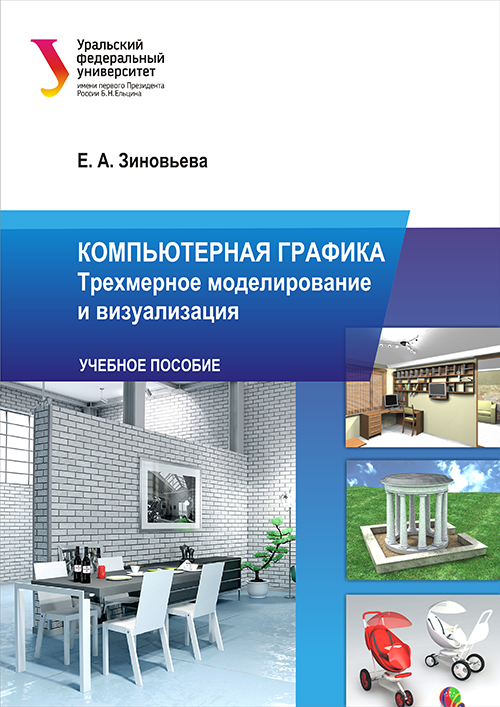 Уральский
федеральный
университет
имени первого Президента
России Б.Н.Ельцина
Е. А. Зиновьева
КОМПЬЮТЕРНАЯ ГРАФИКА
Трехмерное моделирование
и визуализация
УЧЕБНОЕ ПОСОБИЕ